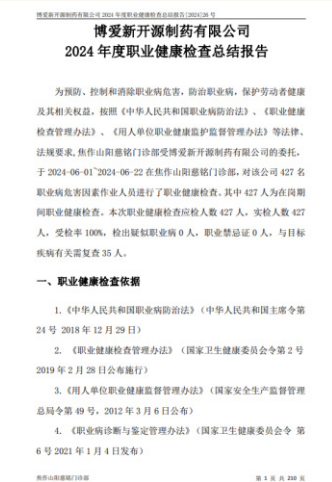 博爱新开源制药有限公司 2024 年度职业健康检查总结报告[2024]26 号
博爱新开源制药有限公司
2024 年度职业健康检查总结报告
为预防、控制和消除职业病危害，防治职业病，保护劳动者健康
及其相关权益，按照《中华人民共和国职业病防治法》、《职业健康
检查管理办法》、《用人单位职业健康监护监督管理办法》等法律、
法规要求,焦作山阳慈铭门诊部受博爱新开源制药有限公司的委托，
于 2024-06-01~2024-06-22 在焦作山阳慈铭门诊部，对该公司 427 名
职业病危害因素作业人员进行了职业健康检查。其中 427 人为在岗期
间职业健康检查。本次职业健康检查应检人数 427 人，实检人数 427
人，受检率 100%，检出疑似职业病 0 人，职业禁忌证 0 人，与目标
疾病有关需复查 35 人。
一、职业健康检查依据
1.《中华人民共和国职业病防治法》（中华人民共和国主席令第
24 号 2018 年 12 月 29 日）
2. 《职业健康检查管理办法》（国家卫生健康委员会令第 2 号
2019 年 2 月 28 日公布施行）
3.《用人单位职业健康监督管理办法》（国家安全生产监督管理
总局令第 49 号，2012 年 3 月 6 日公布）
4. 《职业病诊断与鉴定管理办法》（国家卫生健康委员会令 第
6 号 2021 年 1 月 4 日发布）
焦作山阳慈铭门诊部
第 1 页 共 210 页